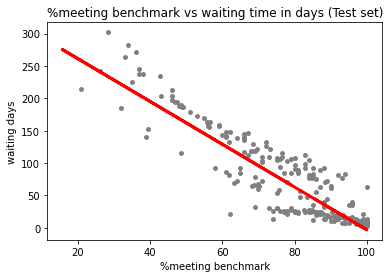 %meeting benchmark vs waiting time in days (Test set)
300
250
200
150
100
50
0
waiting days
20 40 60 80 100
%meeting benchmark